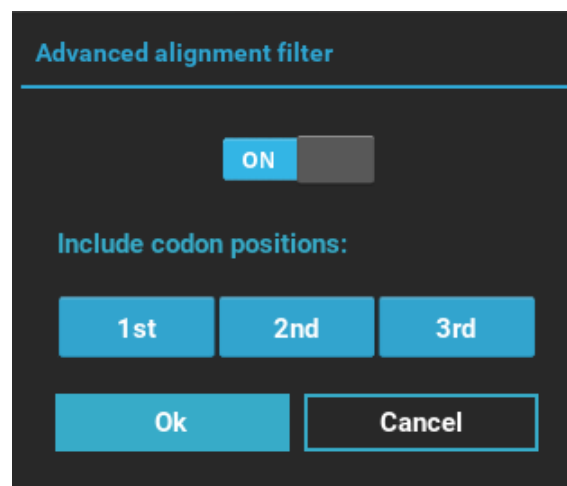 Advanced alignment filter
ON
Include codon positions:
1st 2nd 3rd
Ok Cancel